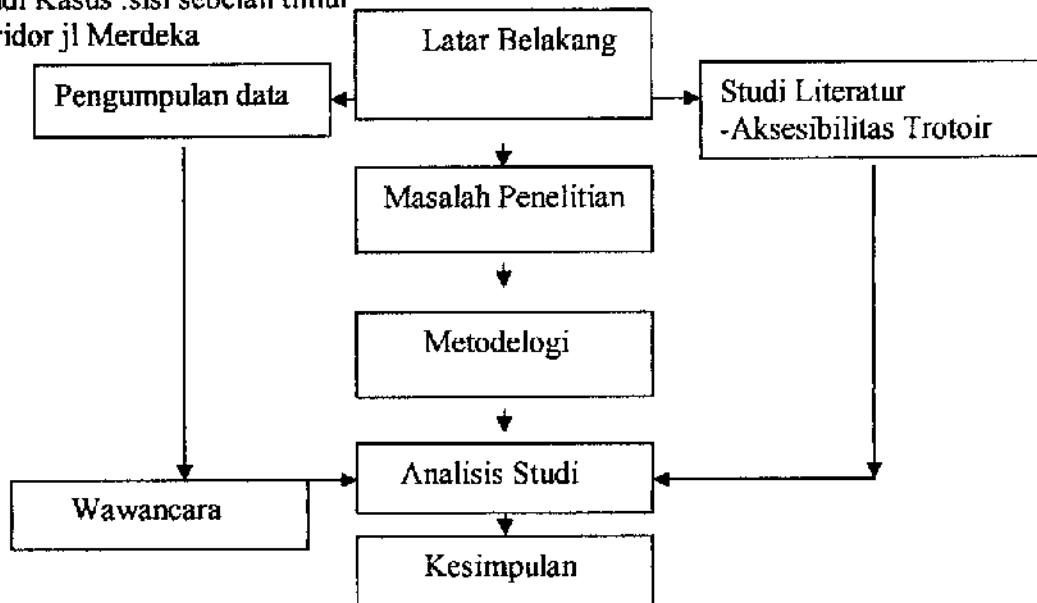 Kasus :sisi sebelah timur
jl Merdeka
Latar Belakang
Pengumpulan data
Studi Literatur
-Aksesibilitas Trotoir
Masalah Penelitian
Metodelogi
Analisis Studi
Wawancara
Kesimpulan